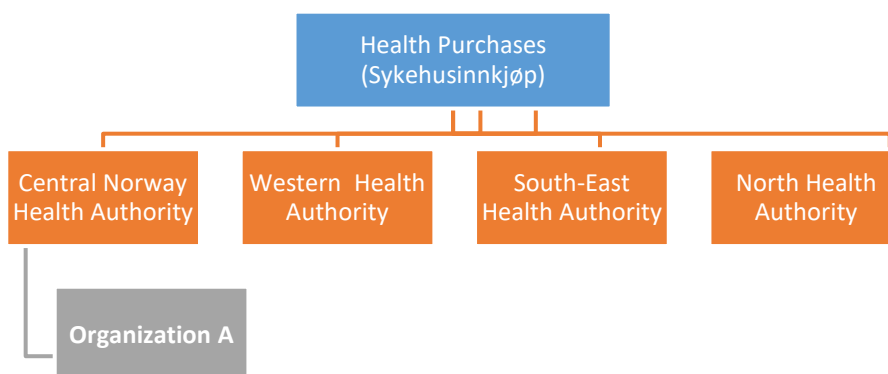 Health Purchases
(Sykehusinnkjøp)
Central Norway
Health Authority
Western Health
Authority
South-East
Health Authority
North Health
Authority
Organization A